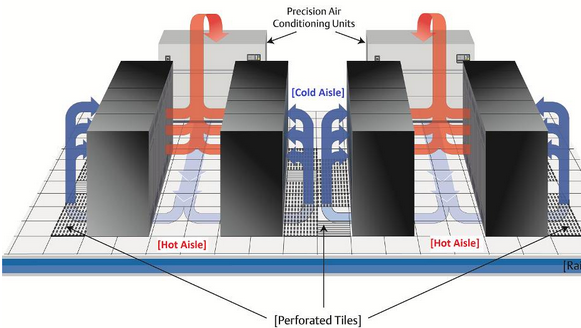 Precision Air
Conditioning Units
[Cold Aisle]
[Hot Aisle]
[Hot Aisle]
[Perforated Tiles]